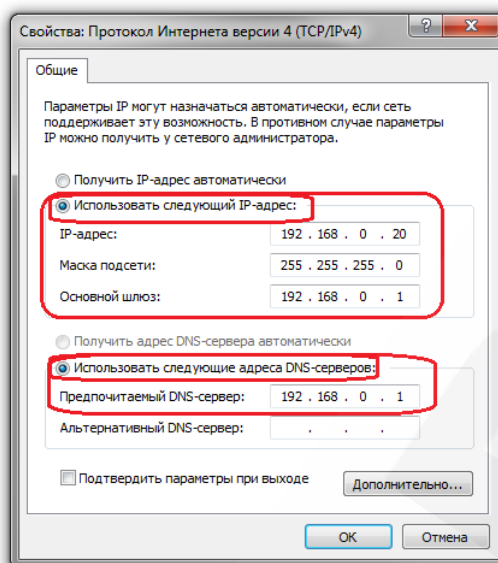 Свойства: Протокол Интернета версии 4 (TCP/IPv4)
Общие
Параметры IP могут назначаться автоматически, если сеть
поддерживает эту возможность. В противном случае параметры
IP можно получить у сетевого администратора.
Получить IP-адрес автоматически
Использовать следующий IP-адрес:
IP-адрес: 192 . 168 . 0 . 20
Маска подсети: 255 . 255 . 255 . 0
Основной шлюз: 192 . 168 . 0 . 1
Получить адрес DNS-сервера автоматически
Использовать следующие адреса DNS-серверов:
Предпочитаемый DNS-сервер: 192 . 168 . 0 . 1
Альтернативный DNS-сервер: . . .
Подтвердить параметры при выходе
Дополнительно...
ОК Отмена